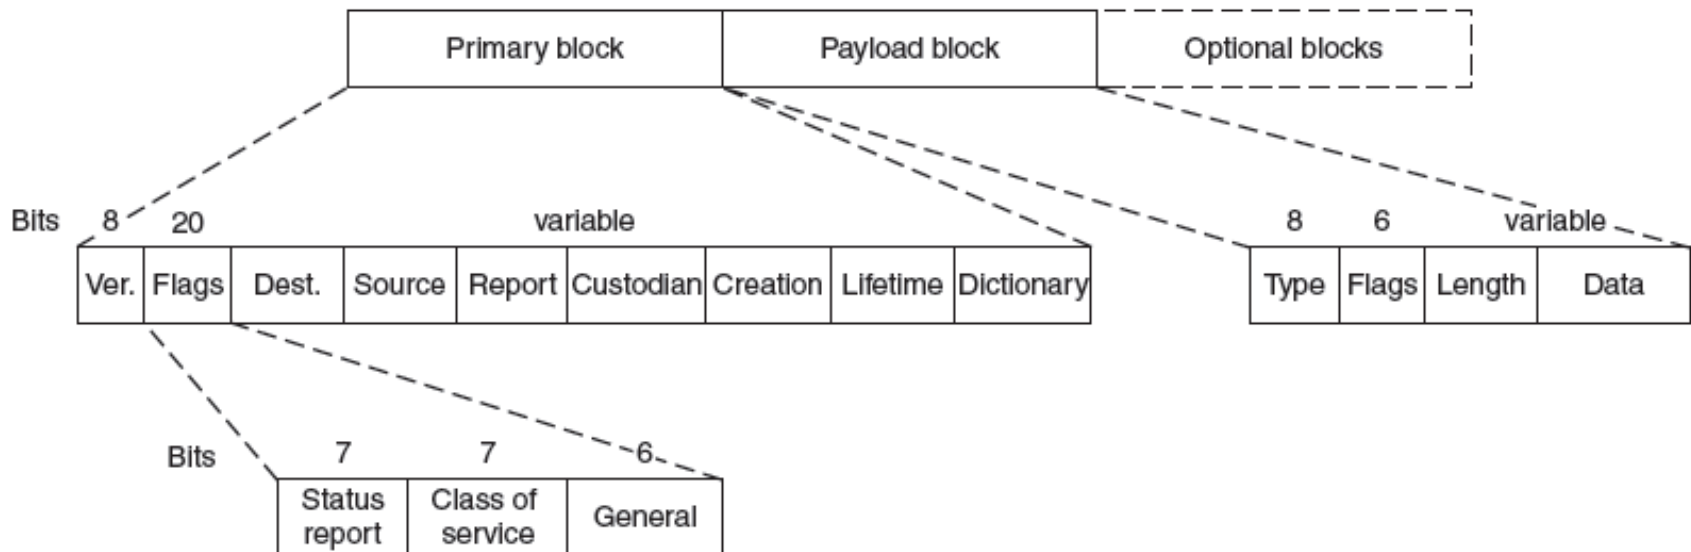 Primary block Payload block Optional blocks
Bits 8 20 variable 8 6 variable
Ver. Flags Dest. Source Report Custodian Creation Lifetime Dictionary Type Flags Length Data
Bits 7 7 6
Status report Class of service General